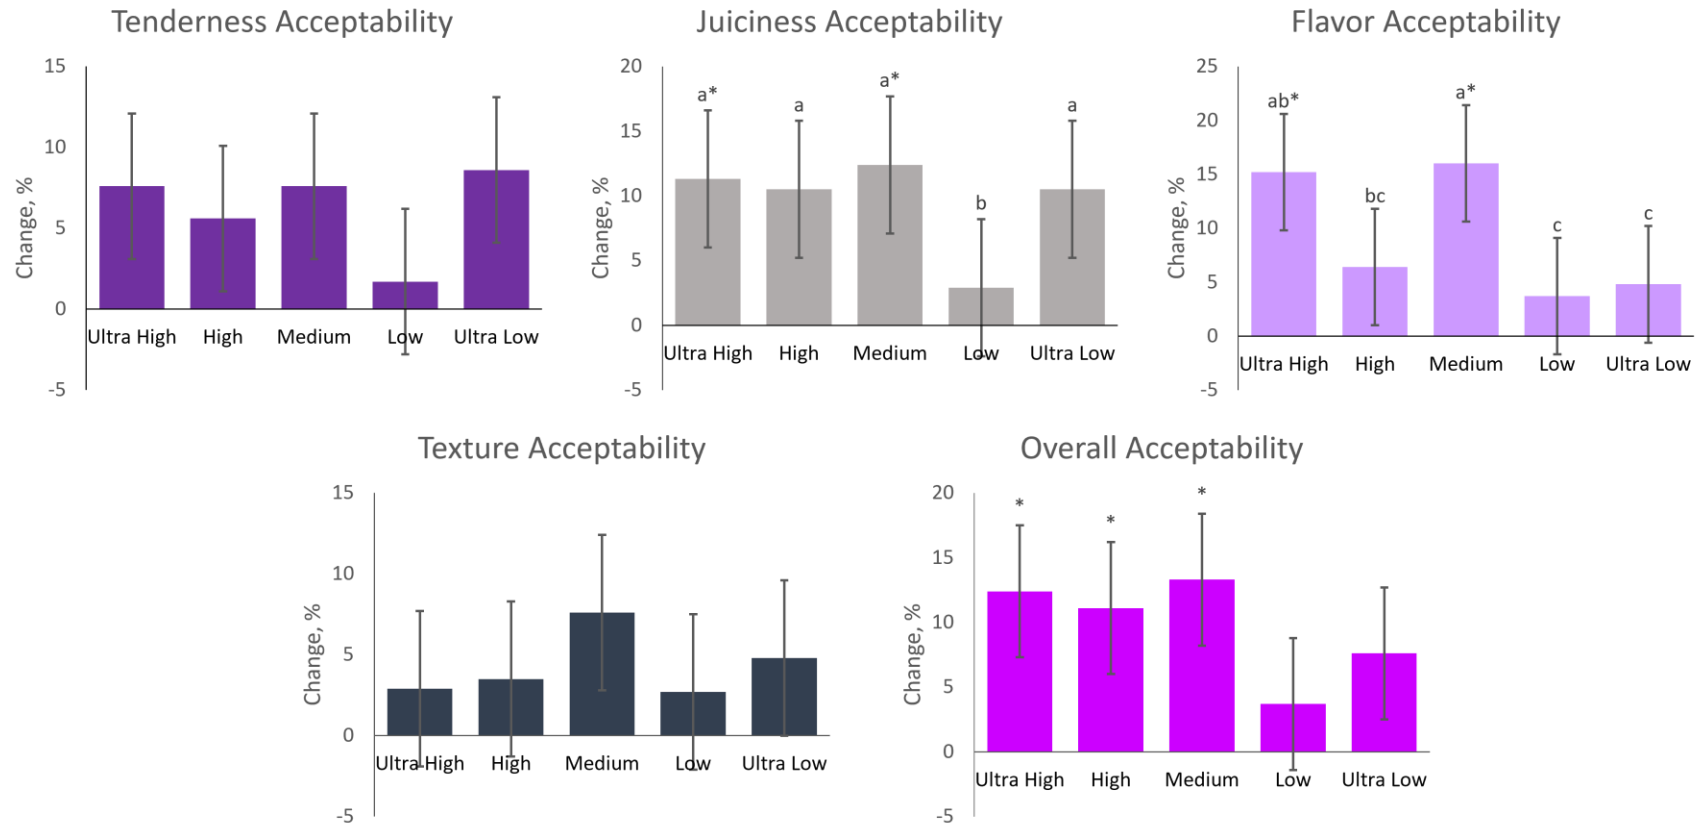 Tenderness Acceptability
15
10
5
0
-5
Change, %
Ultra High High Medium Low Ultra Low
Juiciness Acceptability
20
15
10
5
0
-5
Change, %
a* a a* b a
Ultra High High Medium Low Ultra Low
Flavor Acceptability
25
20
15
10
5
0
-5
Change, %
ab* bc a* c c
Ultra High High Medium Low Ultra Low
Texture Acceptability
15
10
5
0
-5
Change, %
Ultra High High Medium Low Ultra Low
Overall Acceptability
20
15
10
5
0
-5
Change, %
* * *
Ultra High High Medium Low Ultra Low